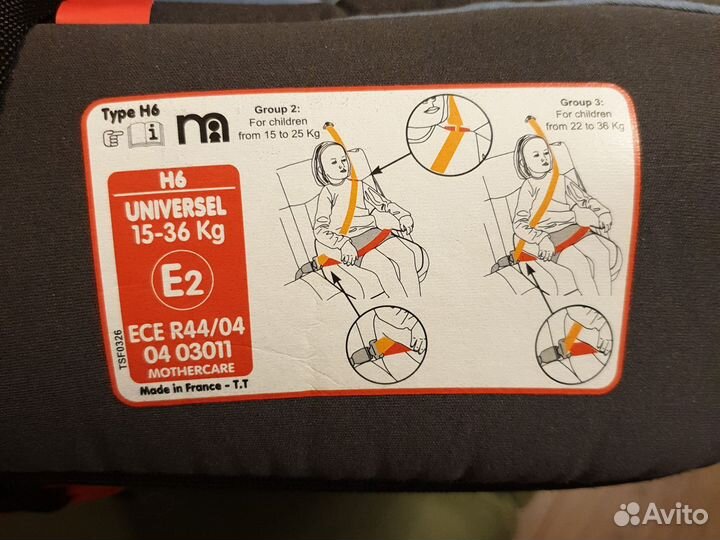 Type H6
i
m
Group 2:
For children
from 15 to 25 Kg
Group 3:
For children
from 22 to 36 Kg
H6
UNIVERSEL
15-36 Kg
E2
ECE R44/04
04 03011
MOTHERCARE
TSF0326
Made in France - T.T
Avito